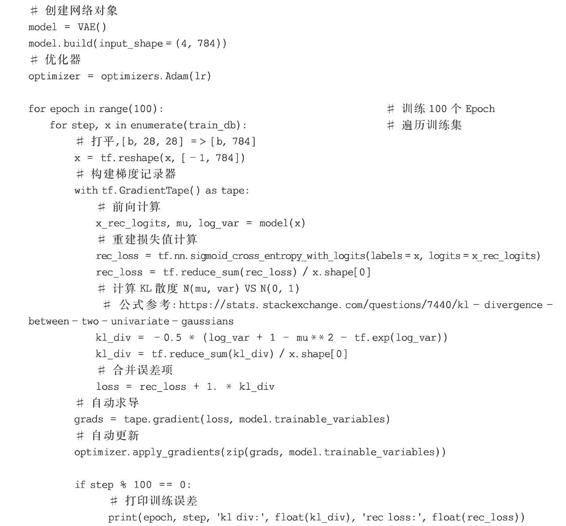 # 创建网络对象
model = VAE()
model.build(input_shape = (4, 784))
# 优化器
optimizer = optimizers.Adam(lr)
for epoch in range(100): # 训练 100 个 Epoch
for step, x in enumerate(train_db): # 遍历训练集
# 打平,[b, 28, 28] => [b, 784]
x = tf.reshape(x, [-1, 784])
# 构建梯度记录器
with tf.GradientTape() as tape:
# 前向计算
x_rec_logits, mu, log_var = model(x)
# 重建损失值计算
rec_loss = tf.nn.sigmoid_cross_entropy_with_logits(labels = x, logits = x_rec_logits)
rec_loss = tf.reduce_sum(rec_loss) / x.shape[0]
# 计算 KL 散度 N(mu, var) VS N(0, 1)
# 公式参考:https://stats.stackexchange.com/questions/7440/kl-divergence-
between-two-univariate-gaussians
kl_div = -0.5 * (log_var + 1 - mu**2 - tf.exp(log_var))
kl_div = tf.reduce_sum(kl_div) / x.shape[0]
# 合并误差项
loss = rec_loss + 1. * kl_div
# 自动求导
grads = tape.gradient(loss, model.trainable_variables)
# 自动更新
optimizer.apply_gradients(zip(grads, model.trainable_variables))
if step % 100 == 0:
# 打印训练误差
print(epoch, step, 'kl div:', float(kl_div), 'rec loss:', float(rec_loss))